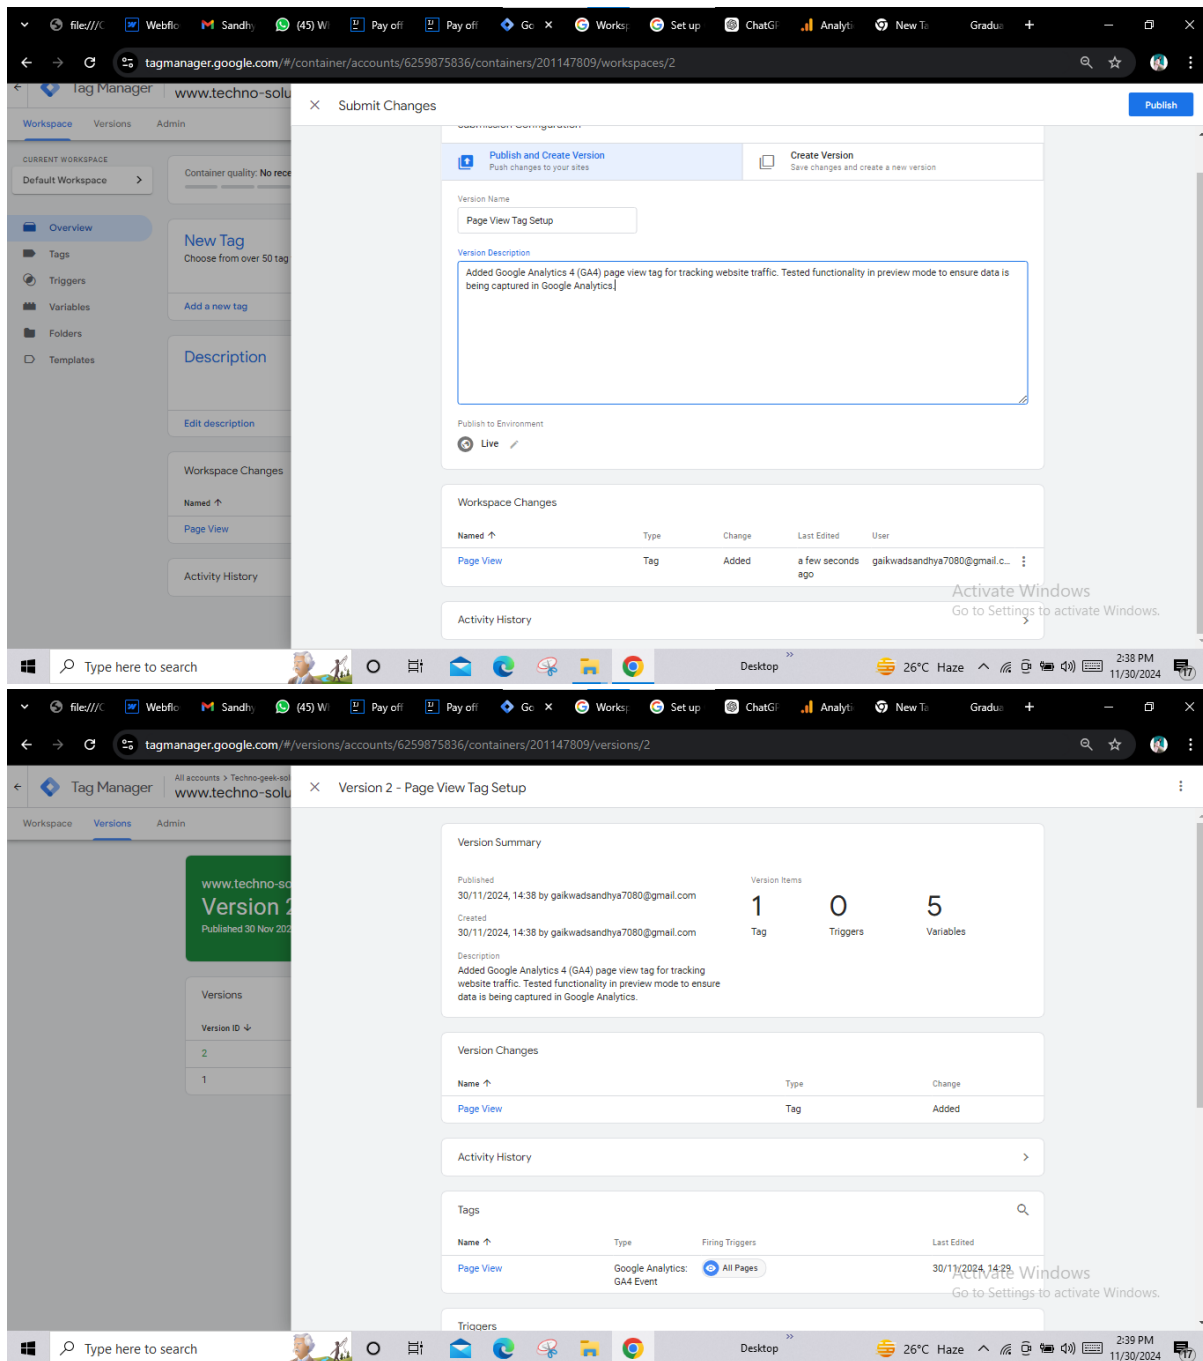 file:///C
Webflo
Sandhy
(45) Wh
Pay off
Pay off
Go
Worksp
Set up
ChatGP
Analyti
New Ta
Gradua
tagmanager.google.com/#/container/accounts/6259875836/containers/201147809/workspaces/2
Tag Manager
www.techno-solu
Submit Changes
Publish
Workspace Versions Admin
Submission Configuration
CURRENT WORKSPACE
Default Workspace
Container quality: No rece
Publish and Create Version
Push changes to your sites
Create Version
Save changes and create a new version
Version Name
Page View Tag Setup
Overview
Tags
Triggers
Variables
Folders
Templates
New Tag
Choose from over 50 tag
Add a new tag
Description
Edit description
Version Description
Added Google Analytics 4 (GA4) page view tag for tracking website traffic. Tested functionality in preview mode to ensure data is
being captured in Google Analytics.
Publish to Environment
Live
Workspace Changes
Named
Page View
Activity History
Workspace Changes
Named Type Change Last Edited User
Page View Tag Added a few seconds gaikwadsandhya7080@gmail.c...
ago
Activity History
Activate Windows
Go to Settings to activate Windows.
Type here to search
Desktop
26°C Haze
2:38 PM
11/30/2024
17
file:///C
Webflo
Sandhy
(45) Wh
Pay off
Pay off
Go
Worksp
Set up
ChatGP
Analyti
New Ta
Gradua
tagmanager.google.com/#/versions/accounts/6259875836/containers/201147809/versions/2
Tag Manager
All accounts > Techno-geek-sol
www.techno-solu
Version 2 - Page View Tag Setup
Workspace Versions Admin
www.techno-so
Version 2
Published 30 Nov 202
Versions
Version ID
2
1
Version Summary
Published
30/11/2024, 14:38 by gaikwadsandhya7080@gmail.com
Created
30/11/2024, 14:38 by gaikwadsandhya7080@gmail.com
Description
Added Google Analytics 4 (GA4) page view tag for tracking
website traffic. Tested functionality in preview mode to ensure
data is being captured in Google Analytics.
Version Items
1 0 5
Tag Triggers Variables
Version Changes
Name Type Change
Page View Tag Added
Activity History
Tags
Name Type Firing Triggers Last Edited
Page View Google Analytics: All Pages 30/11/2024, 14:29
GA4 Event
Triggers
Activate Windows
Go to Settings to activate Windows.
Type here to search
Desktop
26°C Haze
2:39 PM
11/30/2024
17